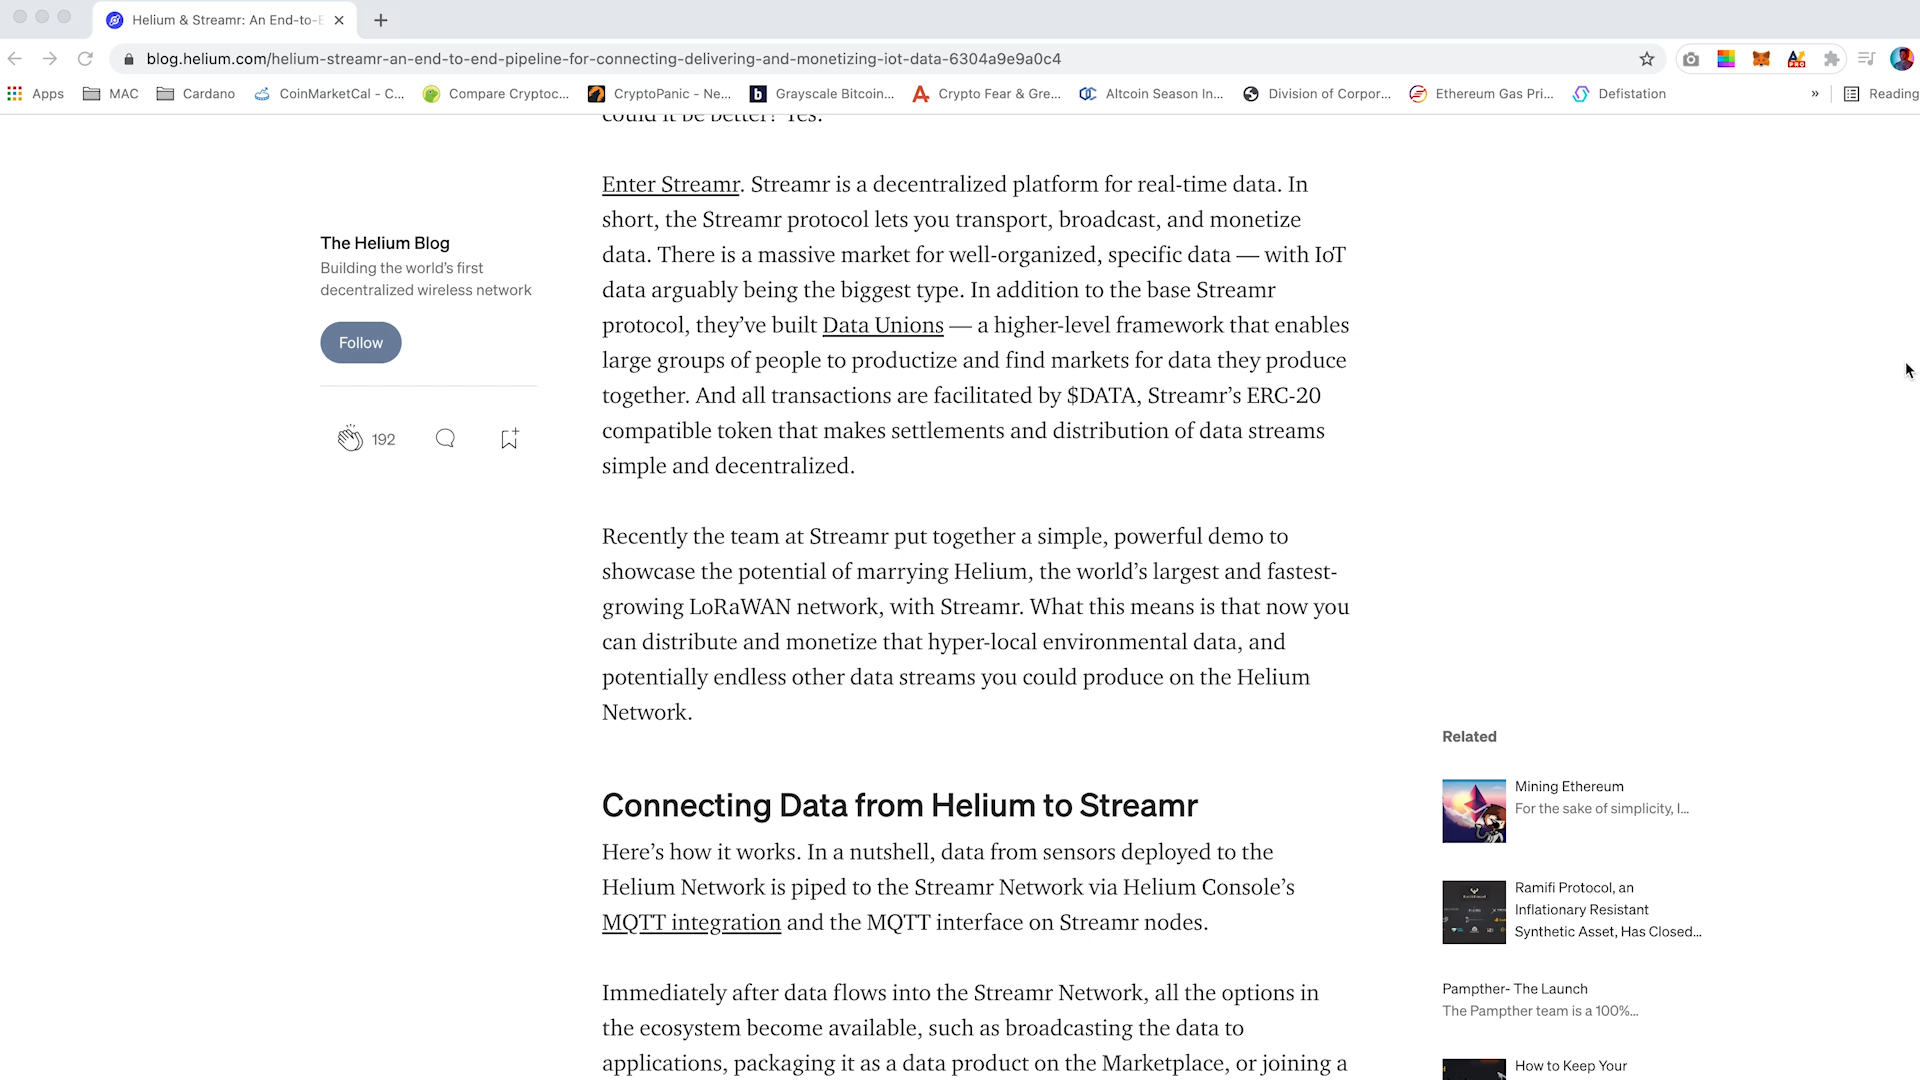 Helium & Streamr: An End-to-E
blog.helium.com/helium-streamr-an-end-to-end-pipeline-for-connecting-delivering-and-monetizing-iot-data-6304a9e9a0c4
Apps MAC Cardano CoinMarketCal - C... Compare Cryptoc... CryptoPanic - Ne... Grayscale Bitcoin... Crypto Fear & Gre... Altcoin Season In... Division of Corpor... Ethereum Gas Pri... Defistation » Reading
could it be better? Yes.
The Helium Blog
Building the world's first
decentralized wireless network
Follow
192
Enter Streamr. Streamr is a decentralized platform for real-time data. In
short, the Streamr protocol lets you transport, broadcast, and monetize
data. There is a massive market for well-organized, specific data — with IoT
data arguably being the biggest type. In addition to the base Streamr
protocol, they've built Data Unions — a higher-level framework that enables
large groups of people to productize and find markets for data they produce
together. And all transactions are facilitated by $DATA, Streamr's ERC-20
compatible token that makes settlements and distribution of data streams
simple and decentralized.
Recently the team at Streamr put together a simple, powerful demo to
showcase the potential of marrying Helium, the world's largest and fastest-
growing LoRaWAN network, with Streamr. What this means is that now you
can distribute and monetize that hyper-local environmental data, and
potentially endless other data streams you could produce on the Helium
Network.
Connecting Data from Helium to Streamr
Here's how it works. In a nutshell, data from sensors deployed to the
Helium Network is piped to the Streamr Network via Helium Console's
MQTT integration and the MQTT interface on Streamr nodes.
Immediately after data flows into the Streamr Network, all the options in
the ecosystem become available, such as broadcasting the data to
applications, packaging it as a data product on the Marketplace, or joining a
Related
Mining Ethereum
For the sake of simplicity, I...
Ramifi Protocol, an
Inflationary Resistant
Synthetic Asset, Has Closed...
Pampther- The Launch
The Pampther team is a 100%...
How to Keep Your